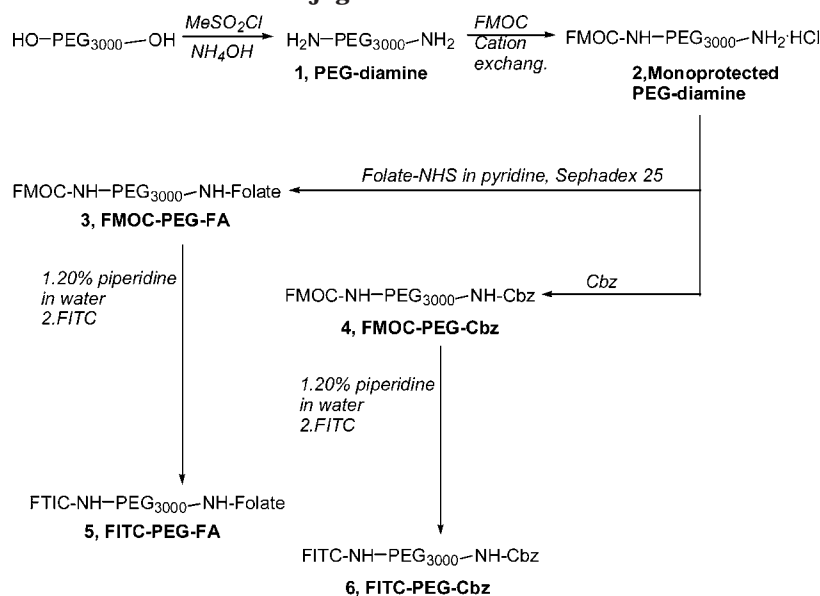 HO-PEG3000-OH
MeSO2Cl
NH4OH
H2N-PEG3000-NH2
1, PEG-diamine
FMOC
Cation
exchang.
FMOC-NH-PEG3000-NH2·HCl
2,Monoprotected
PEG-diamine
Folate-NHS in pyridine, Sephadex 25
FMOC-NH-PEG3000-NH-Folate
3, FMOC-PEG-FA
Cbz
FMOC-NH-PEG3000-NH-Cbz
4, FMOC-PEG-Cbz
1.20% piperidine
in water
2.FITC
1.20% piperidine
in water
2.FITC
FTIC-NH-PEG3000-NH-Folate
5, FITC-PEG-FA
FITC-NH-PEG3000-NH-Cbz
6, FITC-PEG-Cbz